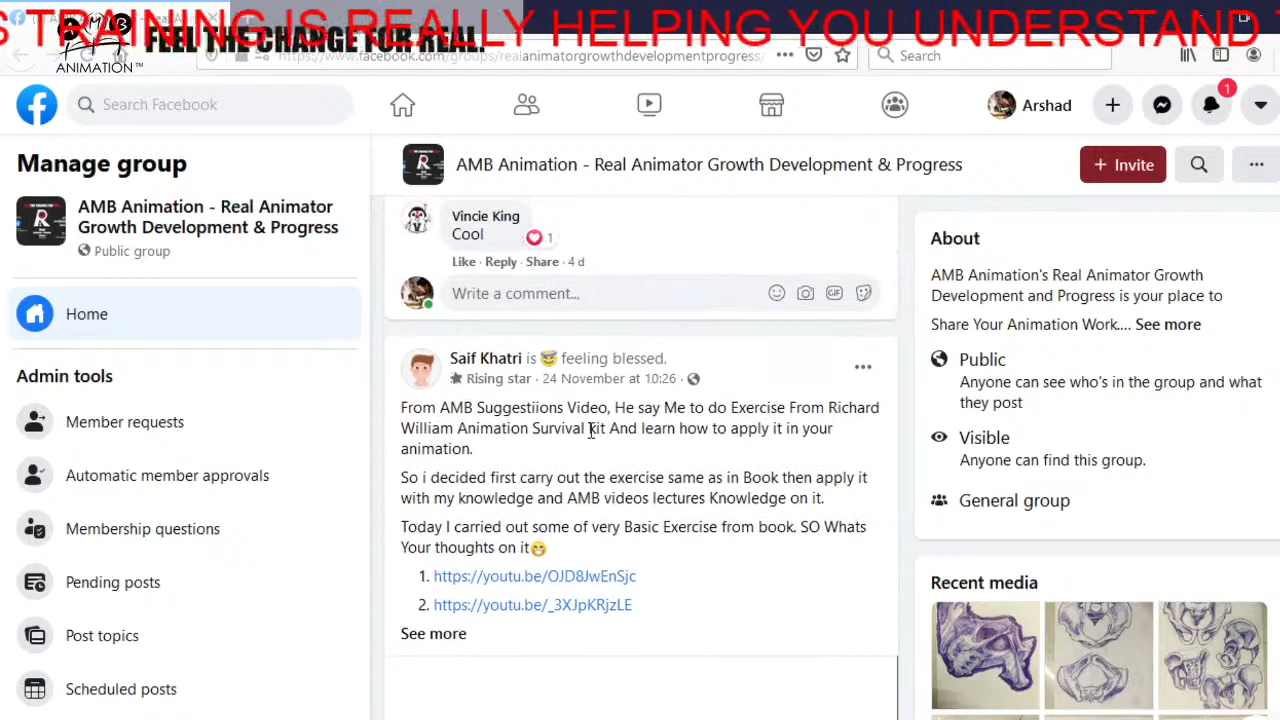 S TRAINING IS REALLY HELPING YOU UNDERSTAND
AMB
ANIMATION™
FEEL THE CHANGE FOR REAL.
https://www.facebook.com/groups/realanimatorgrowthdevelopmentprogress/
Search
Search Facebook
Arshad
1
Manage group
AMB Animation - Real Animator
Growth Development & Progress
Public group
Home
Admin tools
Member requests
Automatic member approvals
Membership questions
Pending posts
Post topics
Scheduled posts
AMB Animation - Real Animator Growth Development & Progress
+ Invite
Vincie King
Cool
1
Like · Reply · Share · 4 d
Write a comment...
GIF
Saif Khatri is 😇 feeling blessed.
Rising star · 24 November at 10:26 ·
From AMB Suggestiions Video, He say Me to do Exercise From Richard
William Animation Survival kit And learn how to apply it in your
animation.
So i decided first carry out the exercise same as in Book then apply it
with my knowledge and AMB videos lectures Knowledge on it.
Today I carried out some of very Basic Exercise from book. SO Whats
Your thoughts on it😁
1. https://youtu.be/OJD8JwEnSjc
2. https://youtu.be/_3XJpKRjzLE
See more
About
AMB Animation's Real Animator Growth
Development and Progress is your place to
Share Your Animation Work.... See more
Public
Anyone can see who's in the group and what
they post
Visible
Anyone can find this group.
General group
Recent media